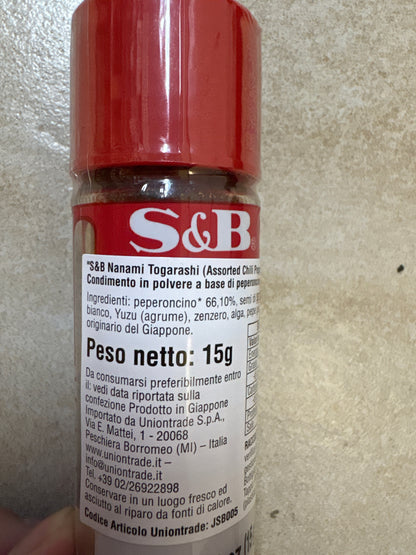 S&B®
"S&B Nanami Togarashi (Assorted Chili
Condimento in polvere a base di
Ingredienti: peperoncino* 66,10%, semi di
bianco, Yuzu (agrume), zenzero, alga,
originario del Giappone.
Peso netto: 15g
Da consumarsi preferibilmente entro
il: vedi data riportata sulla
confezione Prodotto in Giappone
Importato da Uniontrade S.p.A.,
Via E. Mattei, 1 - 20068
Peschiera Borromeo (MI) – Italia
www.uniontrade.it –
info@uniontrade.it
Tel. +39 02/26922898
Conservare in un luogo fresco ed
asciutto al riparo da fonti di calore.
Codice Articolo Uniontrade: JSB005